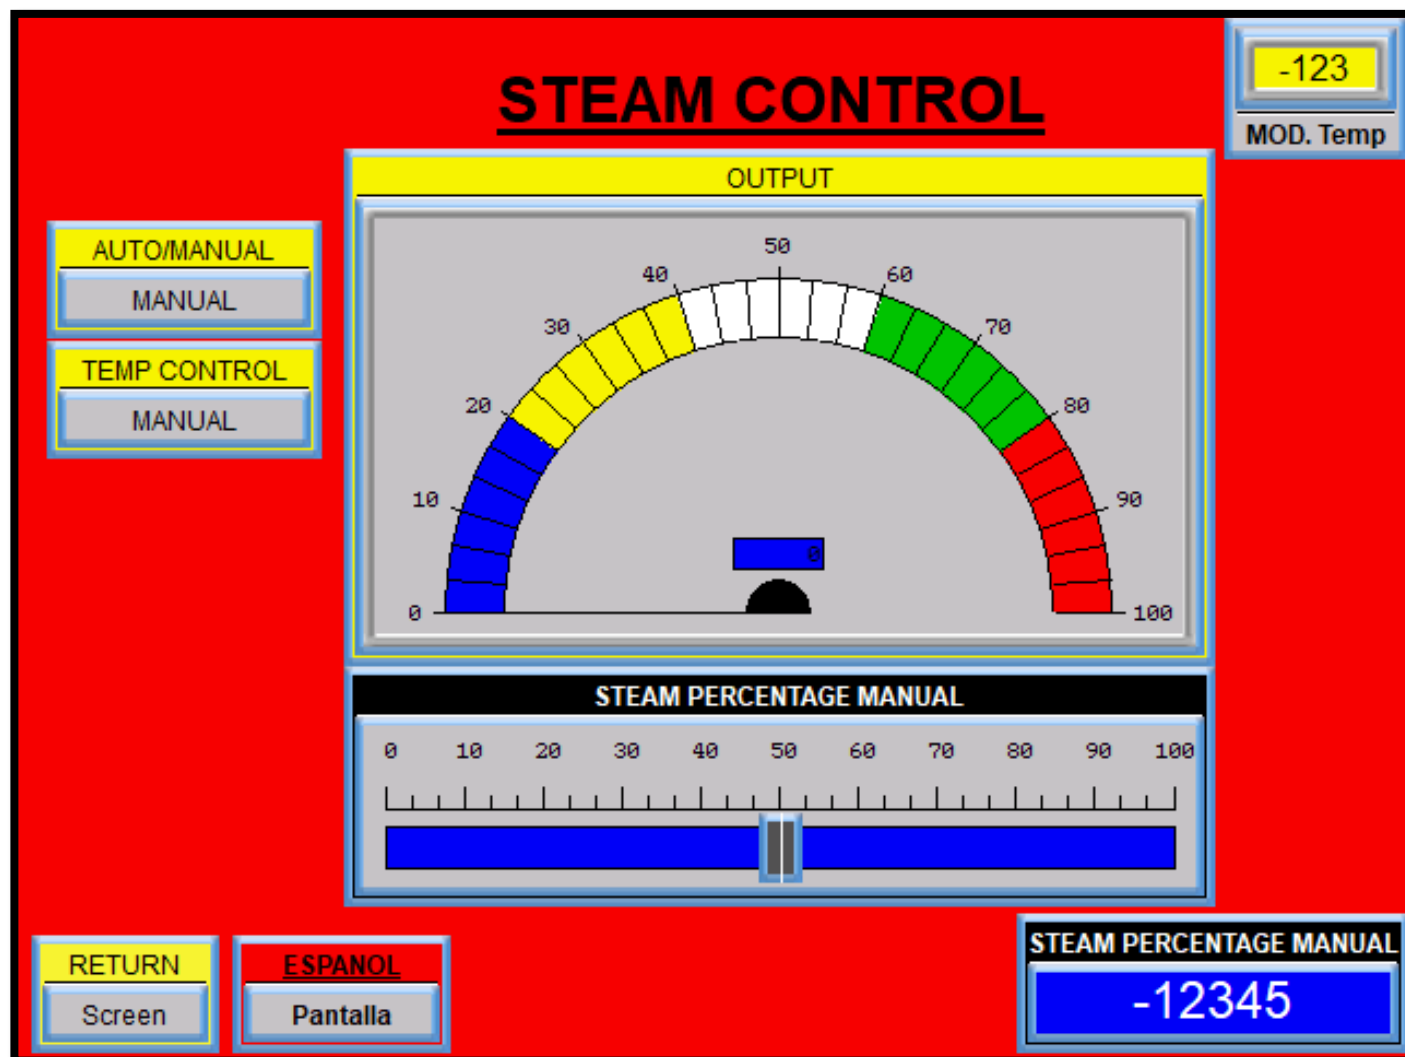 -123
MOD. Temp
STEAM CONTROL
OUTPUT
AUTO/MANUAL
MANUAL
TEMP CONTROL
MANUAL
0 10 20 30 40 50 60 70 80 90 100
0
STEAM PERCENTAGE MANUAL
0 10 20 30 40 50 60 70 80 90 100
RETURN
Screen
ESPANOL
Pantalla
STEAM PERCENTAGE MANUAL
-12345